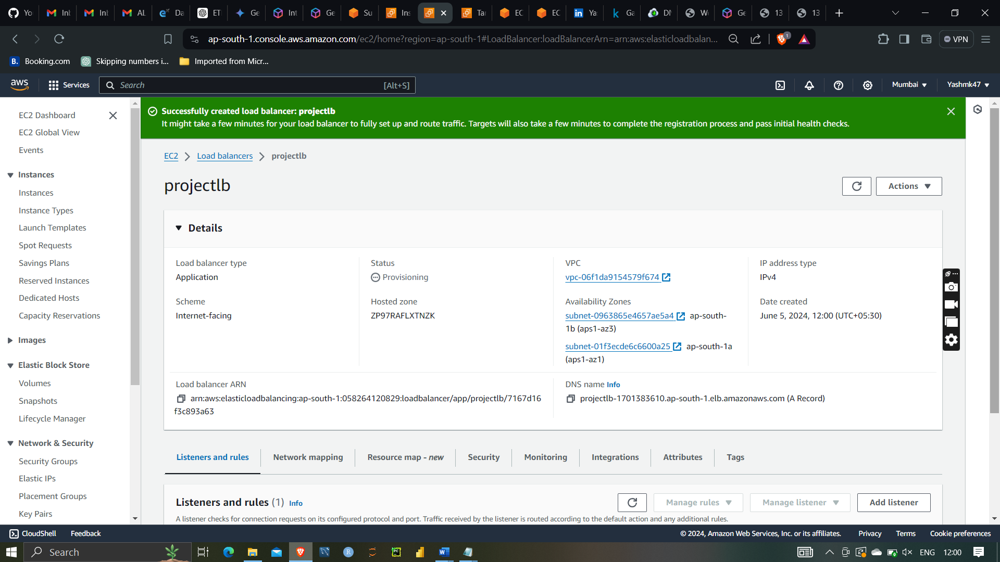 Yo
Inb
Inb
AL
Da
ETI
Ge
Int
Ge
Su
Ins
Tar
EC
EC
Ya
Ga
DN
We
Ge
13
13
ap-south-1.console.aws.amazon.com/ec2/home?region=ap-south-1#LoadBalancer:loadBalancerArn=arn:aws:elasticloadbalan...
1
VPN
B. Booking.com
Skipping numbers i...
Imported from Micr...
aws
Services
Search [Alt+S]
Mumbai
Yashmk47
EC2 Dashboard
EC2 Global View
Events
Instances
Instances
Instance Types
Launch Templates
Spot Requests
Savings Plans
Reserved Instances
Dedicated Hosts
Capacity Reservations
Images
Elastic Block Store
Volumes
Snapshots
Lifecycle Manager
Network & Security
Security Groups
Elastic IPs
Placement Groups
Key Pairs
Successfully created load balancer: projectlb
It might take a few minutes for your load balancer to fully set up and route traffic. Targets will also take a few minutes to complete the registration process and pass initial health checks.
EC2 > Load balancers > projectlb
projectlb
Actions
Details
Load balancer type
Application
Status
Provisioning
VPC
vpc-06f1da9154579f674
IP address type
IPv4
Scheme
Internet-facing
Hosted zone
ZP97RAFLXTNZK
Availability Zones
subnet-0963865e4657ae5a4 ap-south-
1b (aps1-az3)
subnet-01f3ecde6c6600a25 ap-south-1a
(aps1-az1)
Date created
June 5, 2024, 12:00 (UTC+05:30)
Load balancer ARN
arn:aws:elasticloadbalancing:ap-south-1:058264120829:loadbalancer/app/projectlb/7167d16
f3c893a63
DNS name Info
projectlb-1701383610.ap-south-1.elb.amazonaws.com (A Record)
Listeners and rules
Network mapping
Resource map - new
Security
Monitoring
Integrations
Attributes
Tags
Listeners and rules (1) Info
Manage rules
Manage listener
Add listener
A listener checks for connection requests on its configured protocol and port. Traffic received by the listener is routed according to the default action and any additional rules.
CloudShell
Feedback
© 2024, Amazon Web Services, Inc. or its affiliates.
Privacy
Terms
Cookie preferences
Search
ENG
12:00